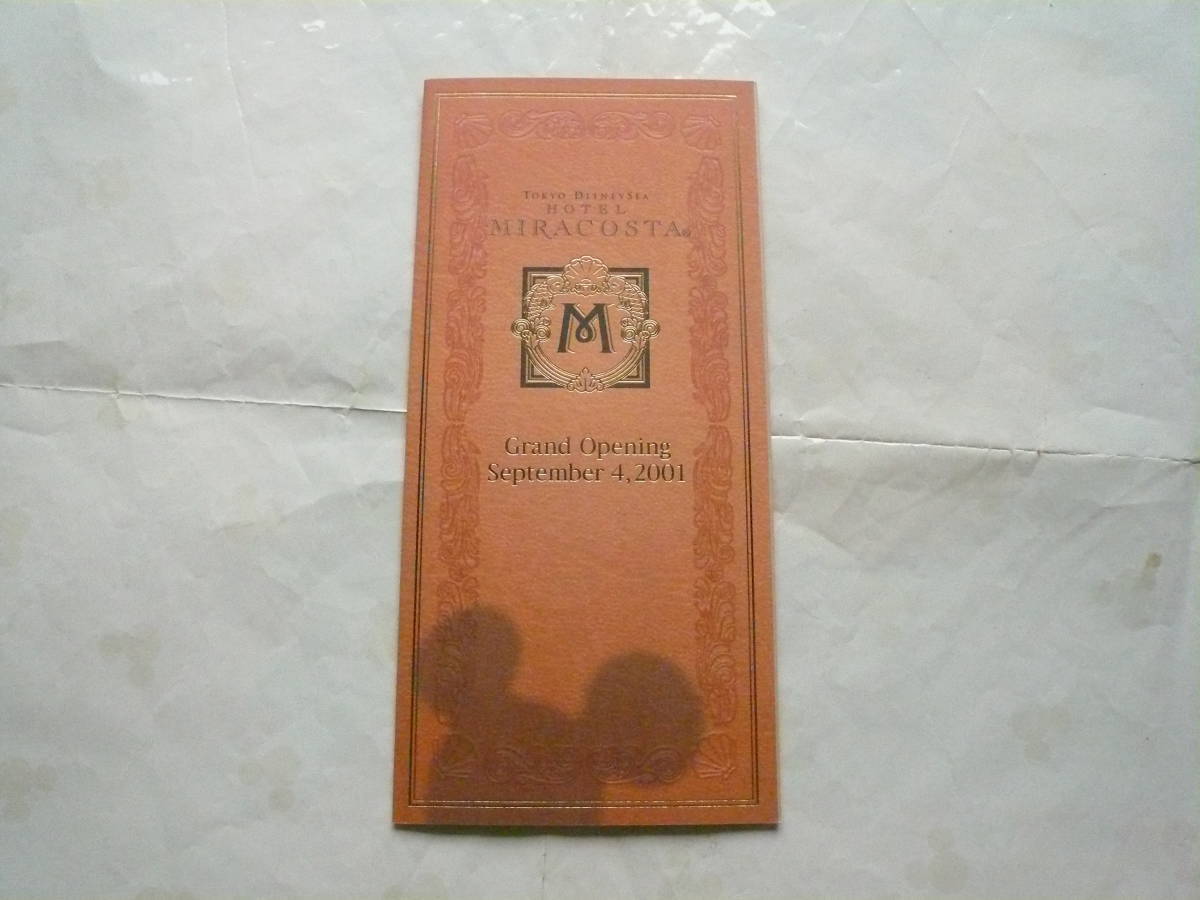 TOKYO DISNEYSEA
HOTEL
MIRACOSTA®
M
Grand Opening
September 4, 2001